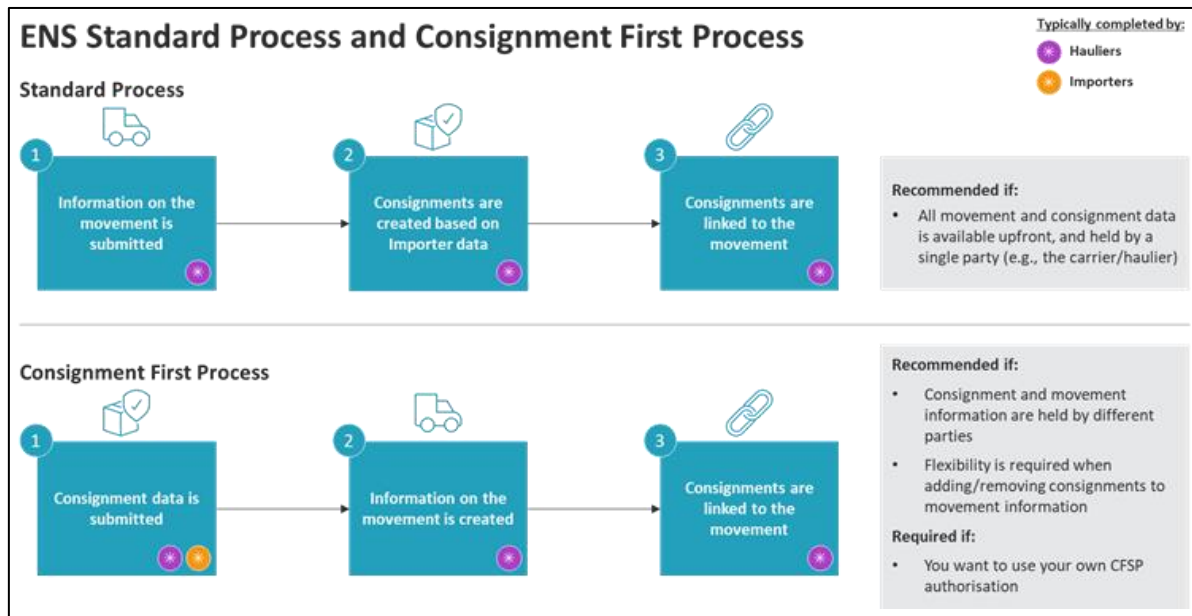 ENS Standard Process and Consignment First Process
Typically completed by:
Hauliers
Importers
Standard Process
1
Information on the
movement is
submitted
2
Consignments are
created based on
Importer data
3
Consignments are
linked to the
movement
Recommended if:
• All movement and consignment data
is available upfront, and held by a
single party (e.g., the carrier/haulier)
Consignment First Process
1
Consignment data is
submitted
2
Information on the
movement is created
3
Consignments are
linked to the
movement
Recommended if:
• Consignment and movement
information are held by different
parties
• Flexibility is required when
adding/removing consignments to
movement information
Required if:
• You want to use your own CFSP
authorisation